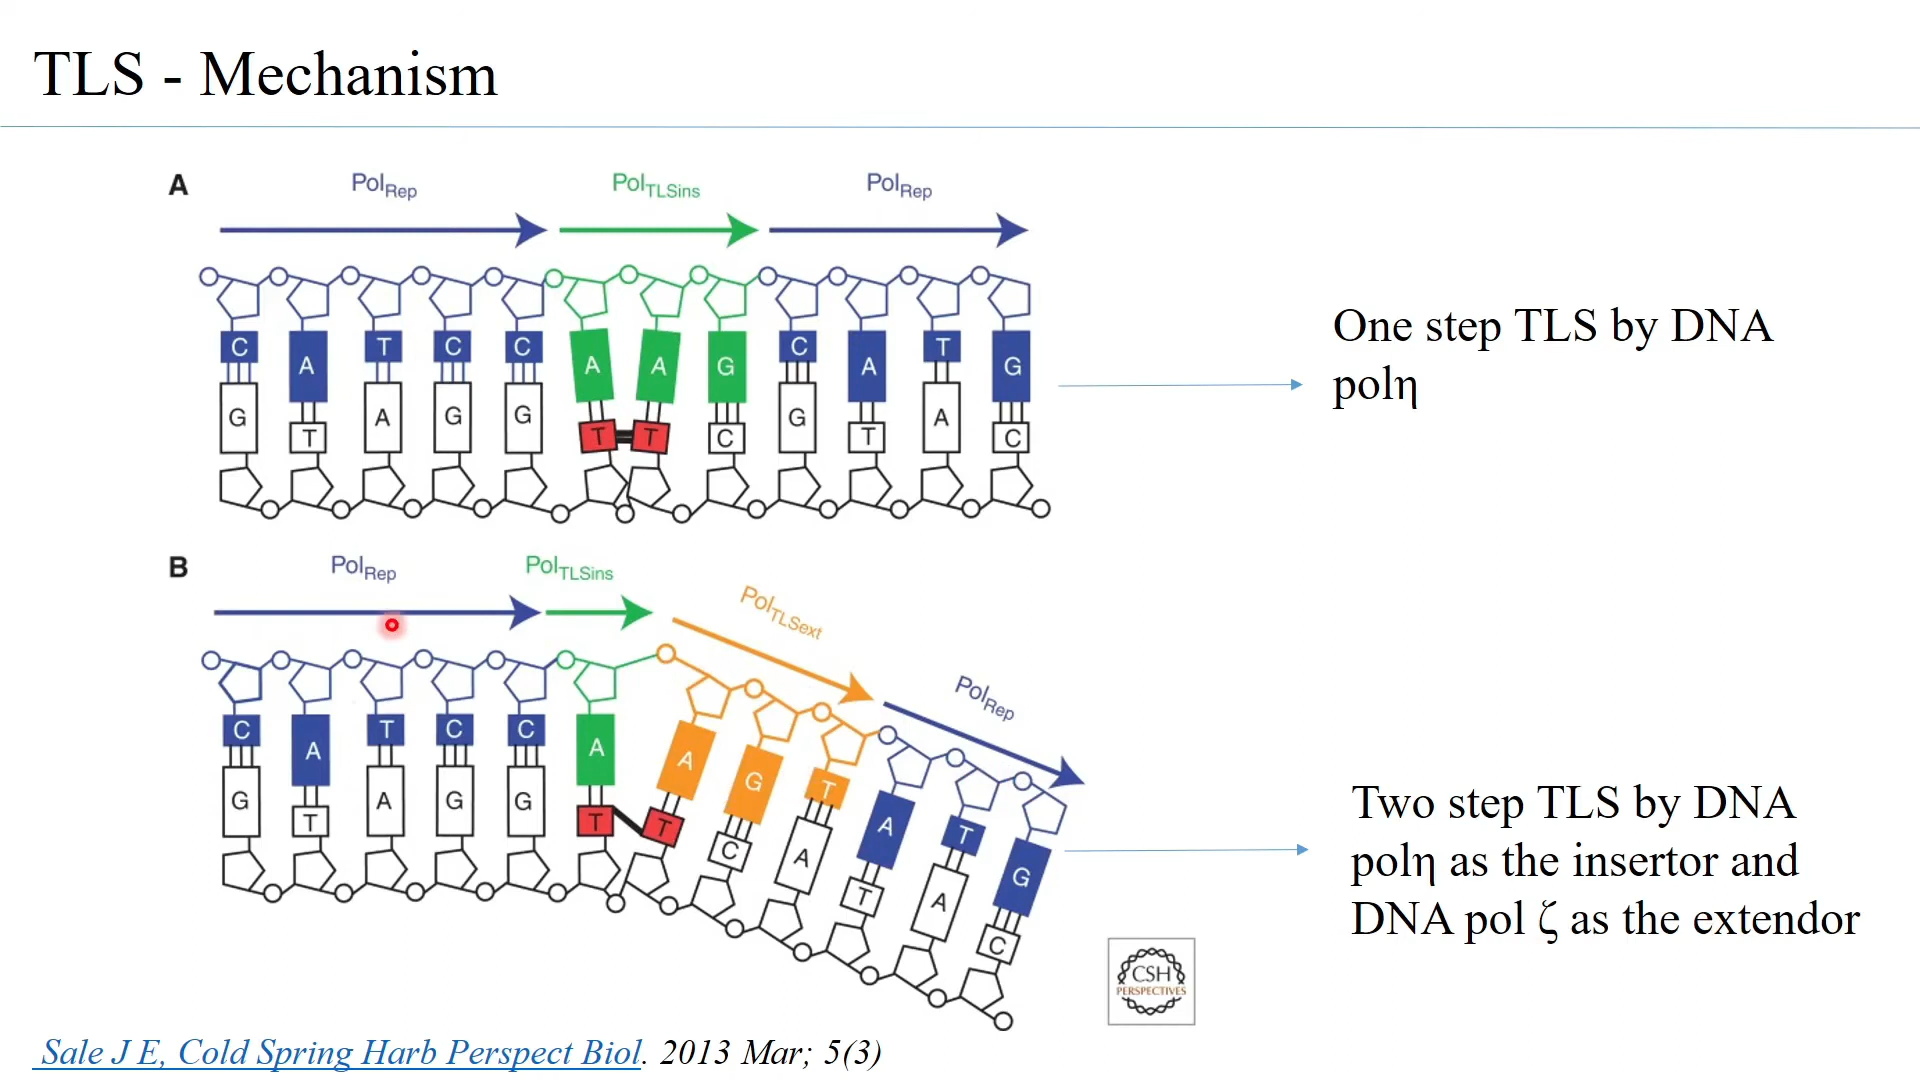 TLS - Mechanism
A
PolRep PolTLSins PolRep
C A T C C A A G C A T G
G T A G G T T C G T A C
One step TLS by DNA
polη
B
PolRep PolTLSins PolTLSext PolRep
C A T C C A A G T A T G
G T A G G T T C A T A C
Two step TLS by DNA
polη as the insertor and
DNA pol ζ as the extendor
CSH
PERSPECTIVES
Sale J E, Cold Spring Harb Perspect Biol. 2013 Mar; 5(3)